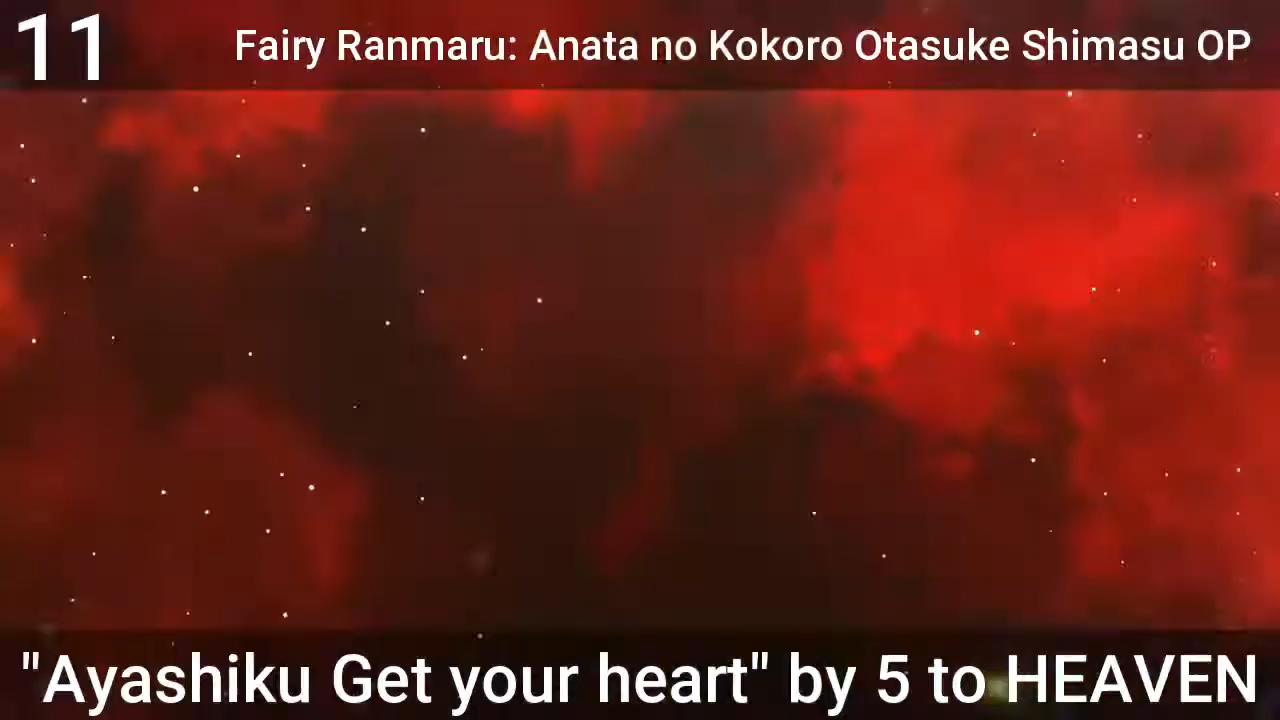 11
Fairy Ranmaru: Anata no Kokoro Otasuke Shimasu OP
"Ayashiku Get your heart" by 5 to HEAVEN